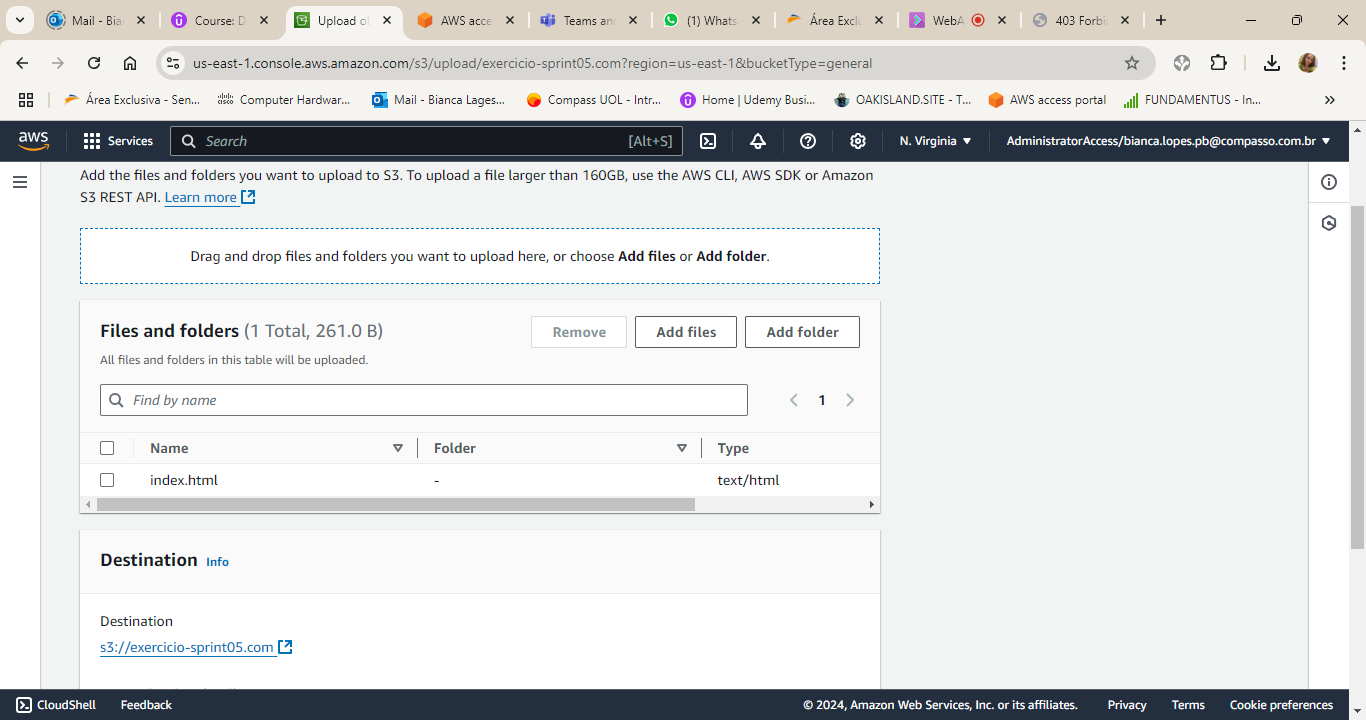 Mail - Bian
Course: D
Upload ob
AWS acce
Teams and
(1) Whats
Área Exclu
WebA
403 Forbi
us-east-1.console.aws.amazon.com/s3/upload/exercicio-sprint05.com?region=us-east-1&bucketType=general
Área Exclusiva - Sen...
cisco
Computer Hardwar...
Mail - Bianca Lages...
Compass UOL - Intr...
Home | Udemy Busi...
OAKISLAND.SITE - T...
AWS access portal
FUNDAMENTUS - In...
aws
Services
Search
[Alt+S]
N. Virginia
AdministratorAccess/bianca.lopes.pb@compasso.com.br
Add the files and folders you want to upload to S3. To upload a file larger than 160GB, use the AWS CLI, AWS SDK or Amazon
S3 REST API. Learn more
Drag and drop files and folders you want to upload here, or choose Add files or Add folder.
Files and folders (1 Total, 261.0 B)
Remove
Add files
Add folder
All files and folders in this table will be uploaded.
Find by name
1
Name
Folder
Type
index.html
-
text/html
Destination Info
Destination
s3://exercicio-sprint05.com
CloudShell
Feedback
© 2024, Amazon Web Services, Inc. or its affiliates.
Privacy
Terms
Cookie preferences